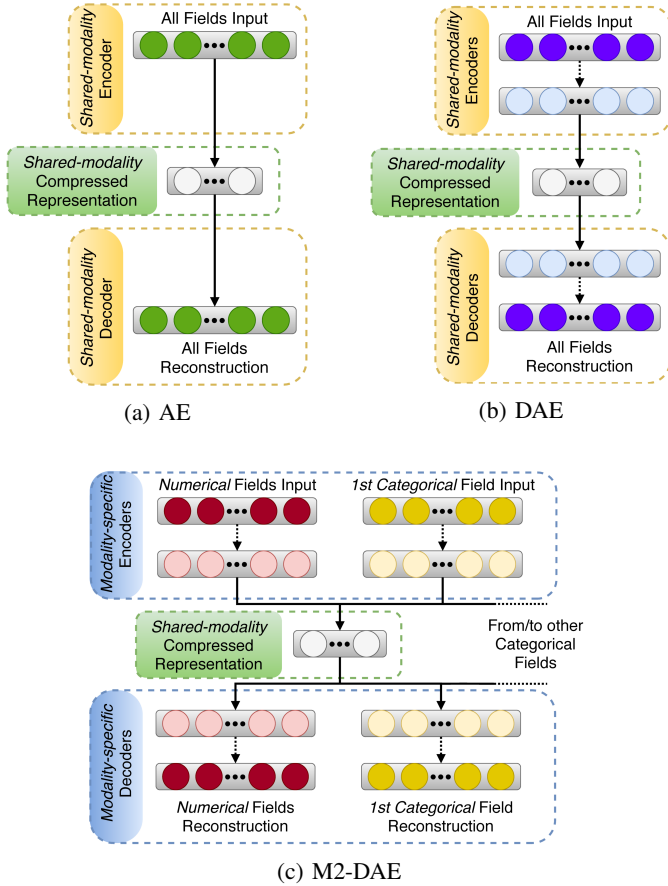 All Fields Input
Shared-modality
Encoder
Shared-modality
Compressed
Representation
Shared-modality
Decoder
All Fields
Reconstruction
(a) AE
All Fields Input
Shared-modality
Encoders
Shared-modality
Compressed
Representation
Shared-modality
Decoders
All Fields
Reconstruction
(b) DAE
Numerical Fields Input
1st Categorical Field Input
Modality-specific
Encoders
Shared-modality
Compressed
Representation
From/to other
Categorical
Fields
Modality-specific
Decoders
Numerical Fields
Reconstruction
1st Categorical Field
Reconstruction
(c) M2-DAE